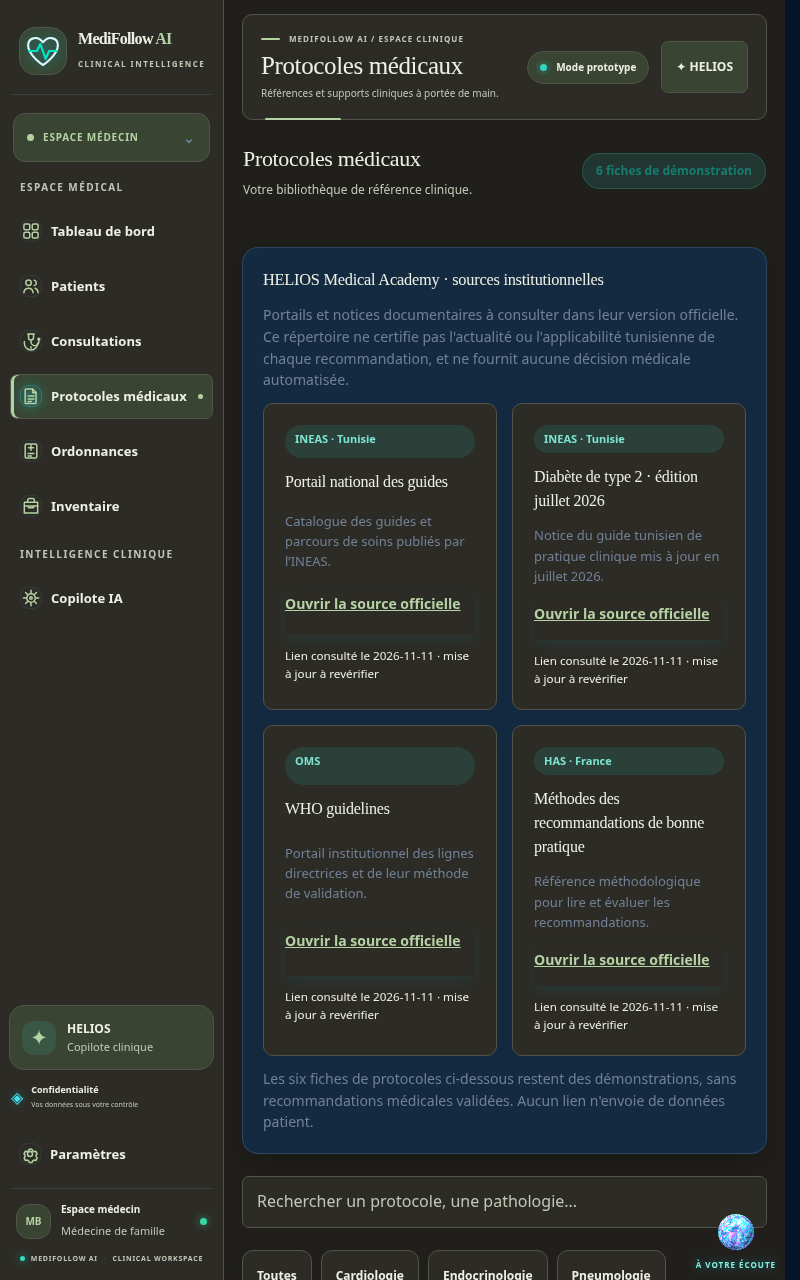 MediFollow AI
CLINICAL INTELLIGENCE
ESPACE MÉDECIN
ESPACE MÉDICAL
Tableau de bord
Patients
Consultations
Protocoles médicaux
Ordonnances
Inventaire
INTELLIGENCE CLINIQUE
Copilote IA
HELIOS
Copilote clinique
Confidentialité
Vos données sous votre contrôle
Paramètres
MB
Espace médecin
Médecine de famille
MEDIFOLLOW AI · CLINICAL WORKSPACE
MEDIFOLLOW AI / ESPACE CLINIQUE
Protocoles médicaux
Références et supports cliniques à portée de main.
Mode prototype
✦ HELIOS
Protocoles médicaux
Votre bibliothèque de référence clinique.
6 fiches de démonstration
HELIOS Medical Academy · sources institutionnelles
Portails et notices documentaires à consulter dans leur version officielle.
Ce répertoire ne certifie pas l'actualité ou l'applicabilité tunisienne de
chaque recommandation, et ne fournit aucune décision médicale
automatisée.
INEAS · Tunisie
Portail national des guides
Catalogue des guides et
parcours de soins publiés par
l'INEAS.
Ouvrir la source officielle
Lien consulté le 2026-11-11 · mise
à jour à revérifier
INEAS · Tunisie
Diabète de type 2 · édition
juillet 2026
Notice du guide tunisien de
pratique clinique mis à jour en
juillet 2026.
Ouvrir la source officielle
Lien consulté le 2026-11-11 · mise
à jour à revérifier
OMS
WHO guidelines
Portail institutionnel des lignes
directrices et de leur méthode
de validation.
Ouvrir la source officielle
Lien consulté le 2026-11-11 · mise
à jour à revérifier
HAS · France
Méthodes des
recommandations de bonne
pratique
Référence méthodologique
pour lire et évaluer les
recommandations.
Ouvrir la source officielle
Lien consulté le 2026-11-11 · mise
à jour à revérifier
Les six fiches de protocoles ci-dessous restent des démonstrations, sans
recommandations médicales validées. Aucun lien n'envoie de données
patient.
Rechercher un protocole, une pathologie...
À VOTRE ÉCOUTE
Toutes
Cardiologie
Endocrinologie
Pneumologie